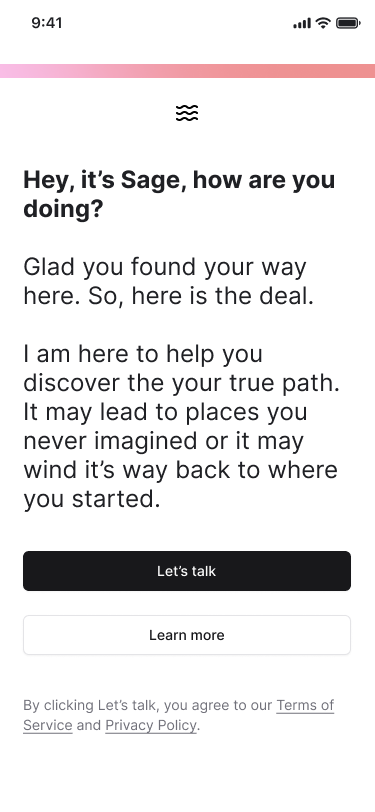 9:41
Hey, it’s Sage, how are you
doing?
Glad you found your way
here. So, here is the deal.
I am here to help you
discover the your true path.
It may lead to places you
never imagined or it may
wind it’s way back to where
you started.
Let’s talk
Learn more
By clicking Let’s talk, you agree to our Terms of
Service and Privacy Policy.